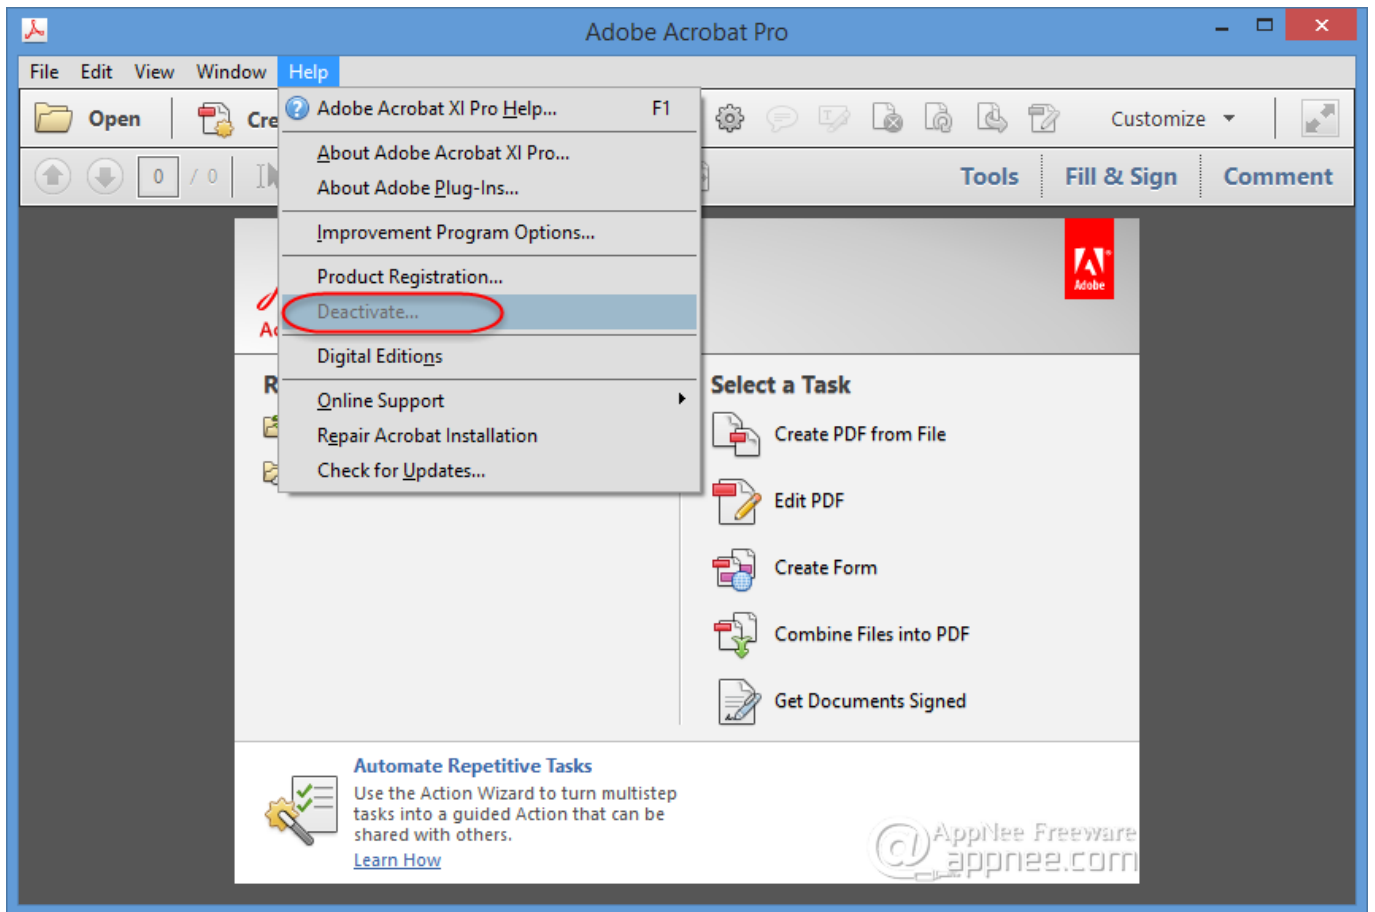 Adobe Acrobat Pro
File Edit View Window Help
Open Cre Customize
0 / 0 Tools Fill & Sign Comment
Adobe Acrobat XI Pro Help... F1
About Adobe Acrobat XI Pro...
About Adobe Plug-Ins...
Improvement Program Options...
Product Registration...
Deactivate...
Digital Editions
Online Support
Repair Acrobat Installation
Check for Updates...
Adobe
Select a Task
Create PDF from File
Edit PDF
Create Form
Combine Files into PDF
Get Documents Signed
Automate Repetitive Tasks
Use the Action Wizard to turn multistep
tasks into a guided Action that can be
shared with others.
Learn How
AppNee Freeware
appnee.com